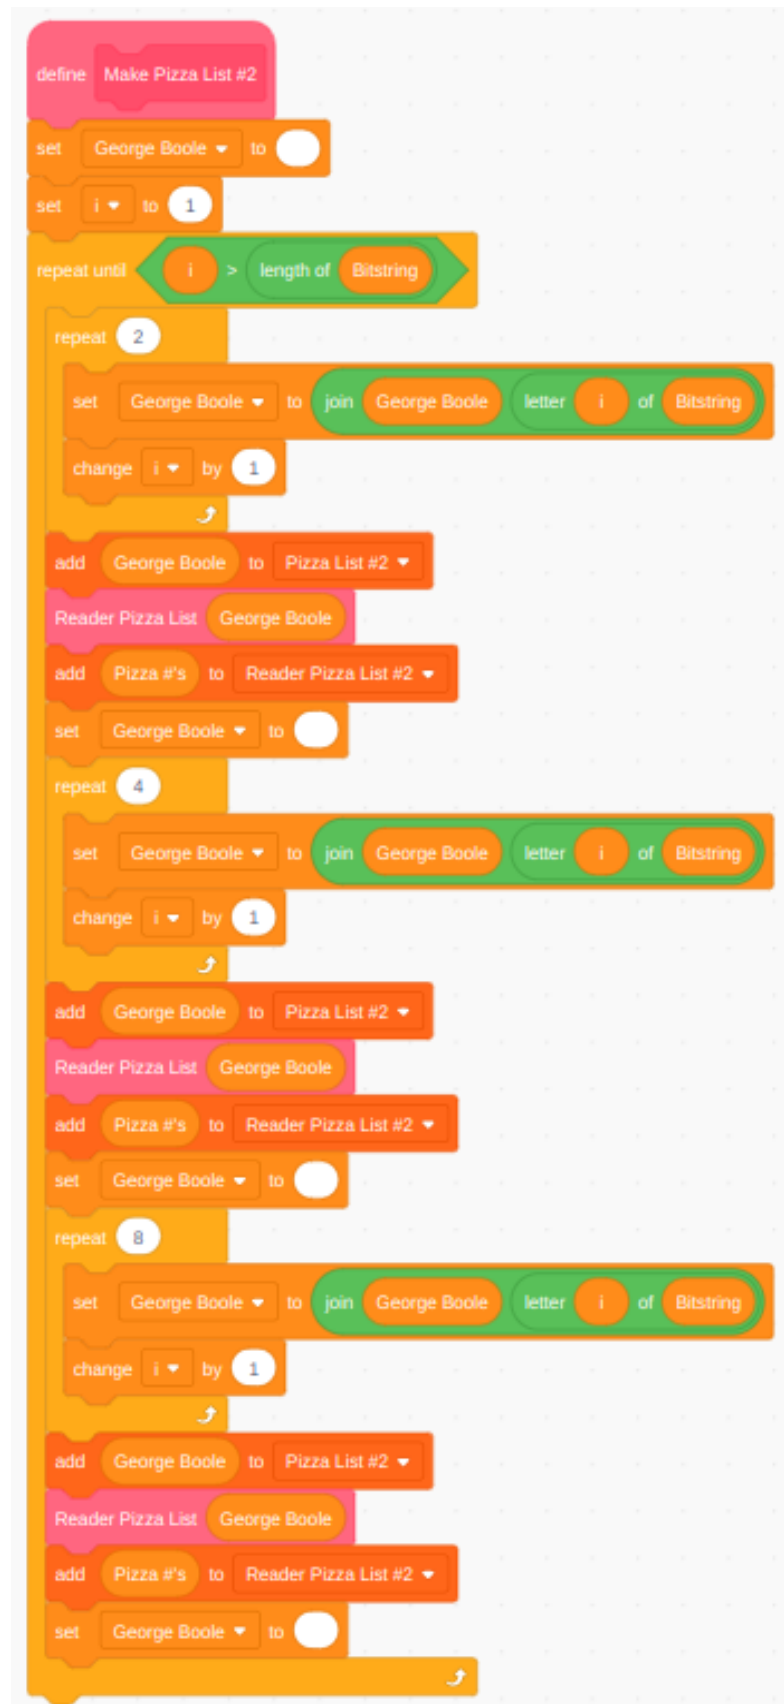 define Make Pizza List #2
set George Boole to
set i to 1
repeat until i > length of Bitstring
repeat 2
set George Boole to join George Boole letter i of Bitstring
change i by 1
add George Boole to Pizza List #2
Reader Pizza List George Boole
add Pizza #'s to Reader Pizza List #2
set George Boole to
repeat 4
set George Boole to join George Boole letter i of Bitstring
change i by 1
add George Boole to Pizza List #2
Reader Pizza List George Boole
add Pizza #'s to Reader Pizza List #2
set George Boole to
repeat 8
set George Boole to join George Boole letter i of Bitstring
change i by 1
add George Boole to Pizza List #2
Reader Pizza List George Boole
add Pizza #'s to Reader Pizza List #2
set George Boole to